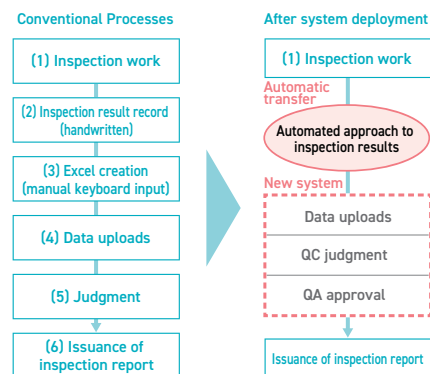 Conventional Processes
(1) Inspection work
(2) Inspection result record
(handwritten)
(3) Excel creation
(manual keyboard input)
(4) Data uploads
(5) Judgment
(6) Issuance of
inspection report
After system deployment
(1) Inspection work
Automatic
transfer
Automated approach to
inspection results
New system
Data uploads
QC judgment
QA approval
Issuance of inspection report